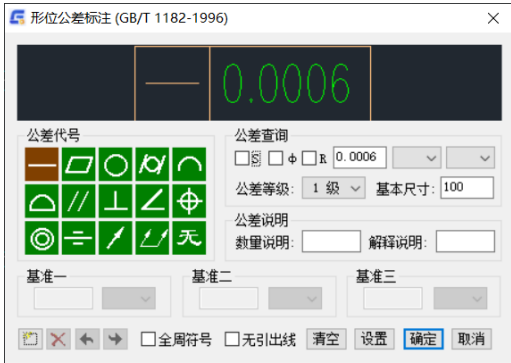 形位公差标注 (GB/T 1182-1996)
0.0006
公差代号
无
公差查询
S φ R 0.0006
公差等级: 1 级 基本尺寸: 100
公差说明
数量说明: 解释说明:
基准一 基准二 基准三
全周符号 无引出线 清空 设置 确定 取消